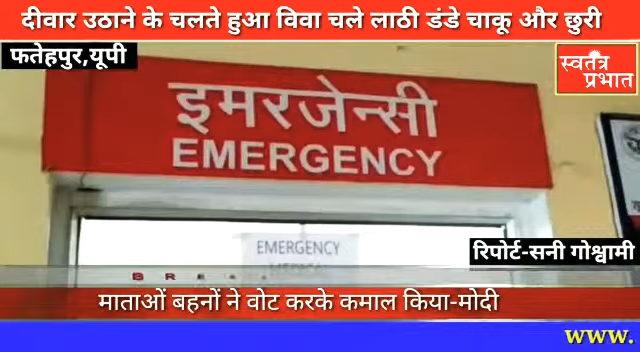 दीवार उठाने के चलते हुआ विवा चले लाठी डंडे चाकू और छुरी
फतेहपुर,यूपी
स्वतंत्र
प्रभात
इमरजेन्सी
EMERGENCY
EMERGENCY
रिपोर्ट-सनी गोश्वामी
B R E A
माताओं बहनों ने वोट करके कमाल किया-मोदी
www.